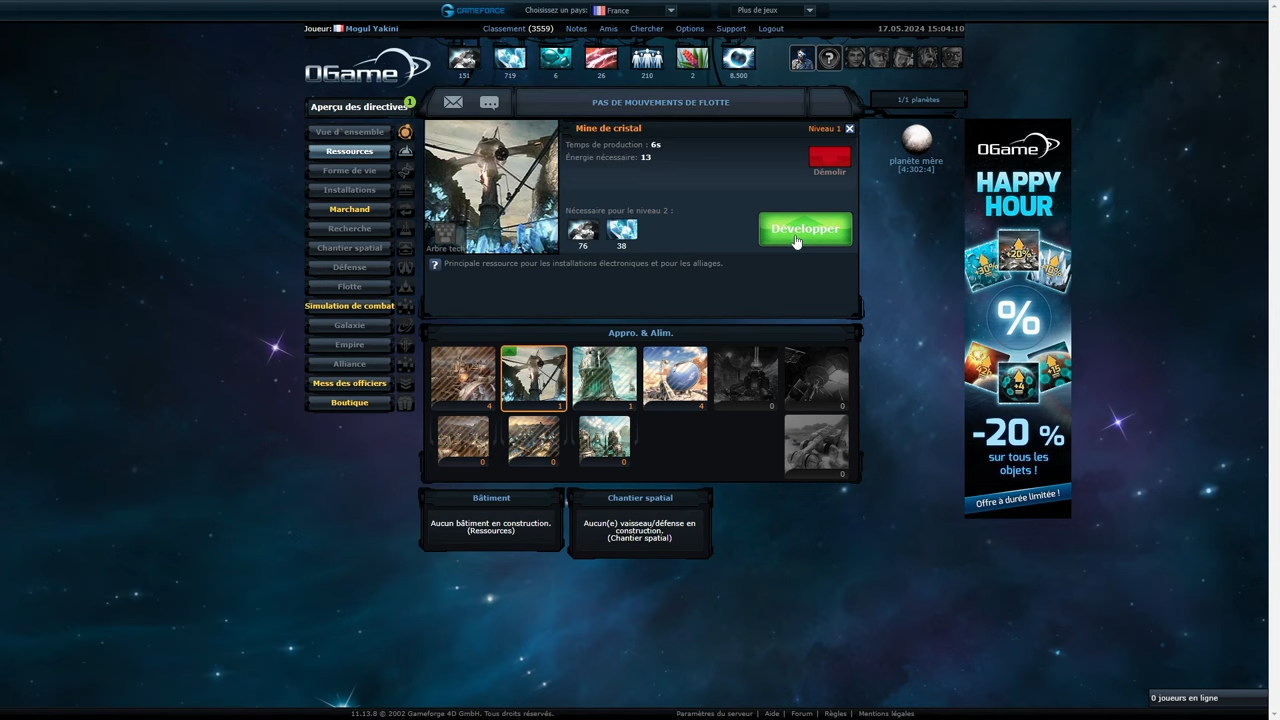 GAMEFORGE
Choisissez un pays:
France
Plus de jeux
Joueur: Mogul Yakini
Classement (3559)
Notes
Amis
Chercher
Options
Support
Logout
17.05.2024 15:04:10
OGame
151
719
6
26
210
2
8.500
?
Aperçu des directives
1
PAS DE MOUVEMENTS DE FLOTTE
1/1 planètes
Vue d´ensemble
Ressources
Forme de vie
Installations
Marchand
Recherche
Chantier spatial
Défense
Flotte
Simulation de combat
Galaxie
Empire
Alliance
Mess des officiers
Boutique
Mine de cristal
Niveau 1
Temps de production : 6s
Énergie nécessaire: 13
Démolir
Nécessaire pour le niveau 2 :
76
38
Développer
Arbre tech
? Principale ressource pour les installations électroniques et pour les alliages.
Appro. & Alim.
4
1
1
4
0
0
0
0
0
0
Bâtiment
Aucun bâtiment en construction.
(Ressources)
Chantier spatial
Aucun(e) vaisseau/défense en
construction.
(Chantier spatial)
planète mère
[4:302:4]
OGame
HAPPY
HOUR
+20%
%
+4
-20 %
sur tous les
objets !
Offre à durée limitée !
0 joueurs en ligne
11.13.8 © 2002 Gameforge 4D GmbH. Tous droits réservés.
Paramètres du serveur | Aide | Forum | Règles | Mentions légales